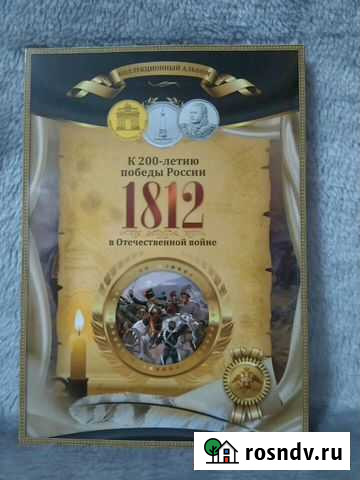 КОЛЛЕКЦИОННЫЙ АЛЬБОМ
К 200-летию
победы России
1812
в Отечественной войне
rosndv.ru